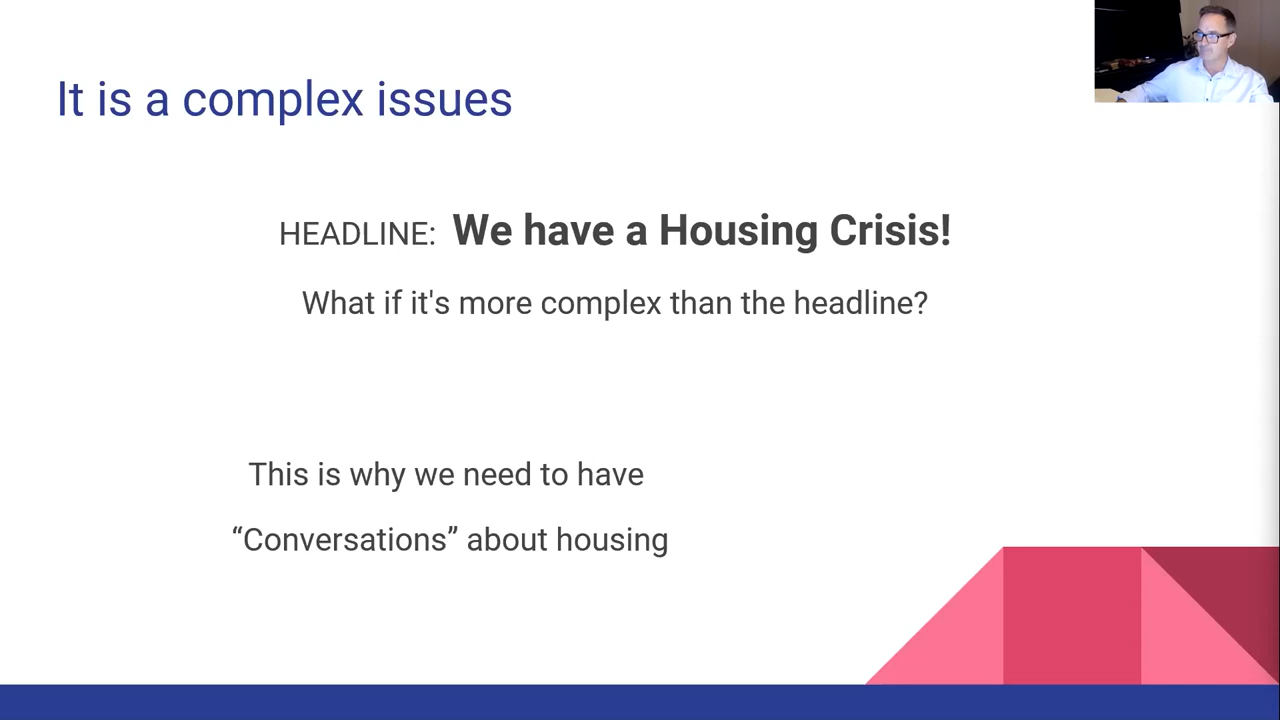 It is a complex issues
HEADLINE: We have a Housing Crisis!
What if it's more complex than the headline?
This is why we need to have
“Conversations” about housing